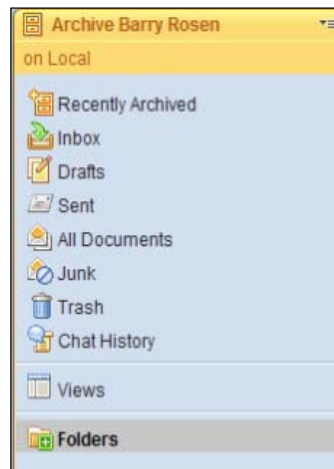 Archive Barry Rosen
on Local
Recently Archived
Inbox
Drafts
Sent
All Documents
Junk
Trash
Chat History
Views
Folders